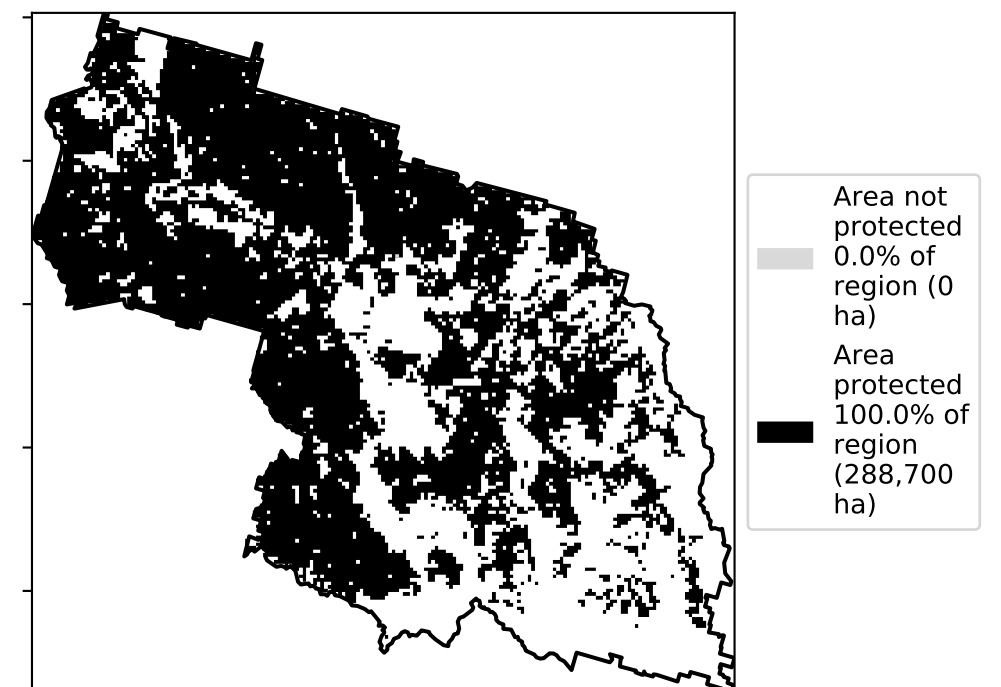 Area not
protected
0.0% of
region (0
ha)
Area
protected
100.0% of
region
(288,700
ha)